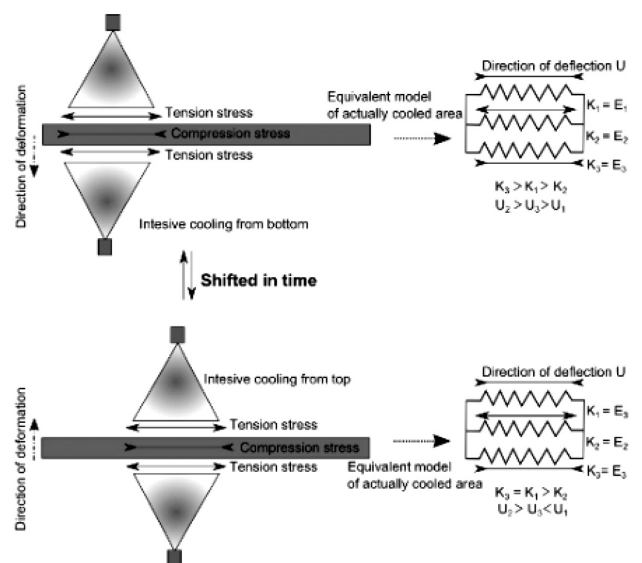 Direction of deformation
Tension stress
Compression stress
Tension stress
Intesive cooling from bottom
Equivalent model
of actually cooled area
Direction of deflection U
K1 = E1
K2 = E2
K3 = E3
K3 > K1 > K2
U2 > U3 > U1
Shifted in time
Direction of deformation
Intesive cooling from top
Tension stress
Compression stress
Tension stress
Equivalent model
of actually cooled area
Direction of deflection U
K1 = E3
K2 = E2
K3 = E3
K3 = K1 > K2
U2 > U3 < U1